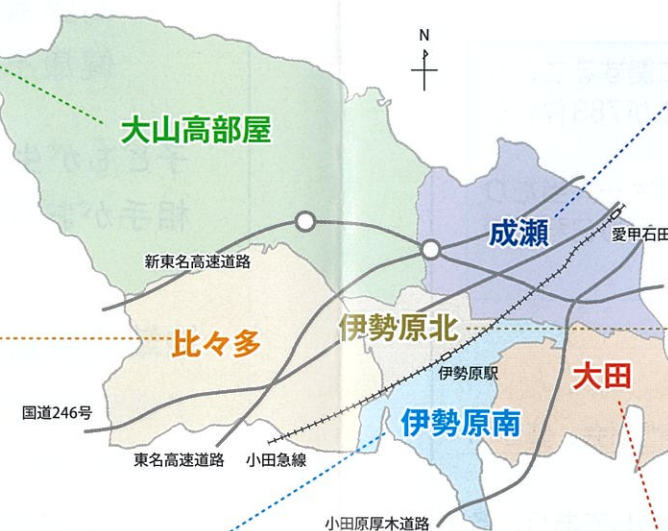 N
大山高部屋
成瀬
愛甲石田
新東名高速道路
伊勢原北
比々多
伊勢原駅
大田
国道246号
伊勢原南
東名高速道路
小田急線
小田原厚木道路